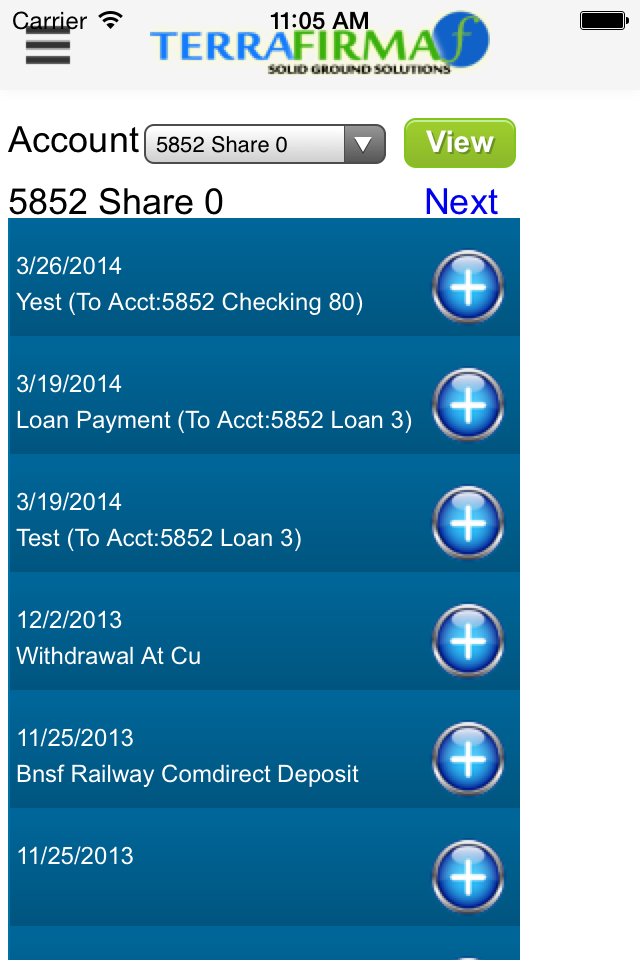 Carrier 11:05 AM
TERRAFIRMA f
SOLID GROUND SOLUTIONS
Account 5852 Share 0 View
5852 Share 0 Next
3/26/2014
Yest (To Acct:5852 Checking 80)
3/19/2014
Loan Payment (To Acct:5852 Loan 3)
3/19/2014
Test (To Acct:5852 Loan 3)
12/2/2013
Withdrawal At Cu
11/25/2013
Bnsf Railway Comdirect Deposit
11/25/2013